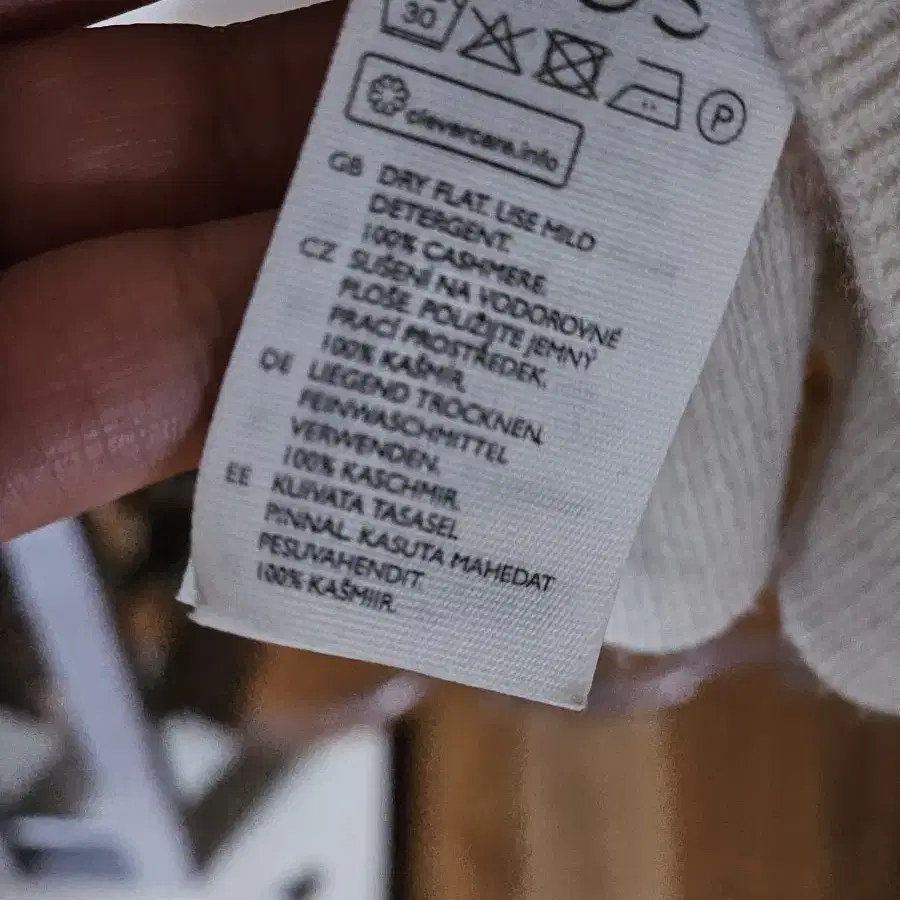 30
P
clevercare.info
GB DRY FLAT. USE MILD
DETERGENT.
100% CASHMERE.
CZ SUŠENÍ NA VODOROVNÉ
PLOŠE. POUŽIJTE JEMNÝ
PRACÍ PROSTŘEDEK.
100% KAŠMÍR.
DE LIEGEND TROCKNEN.
FEINWASCHMITTEL
VERWENDEN.
100% KASCHMIR.
EE KUIVATA TASASEL
PINNAL. KASUTA MAHEDAT
PESUVAHENDIT.
100% KAŠMIIR.